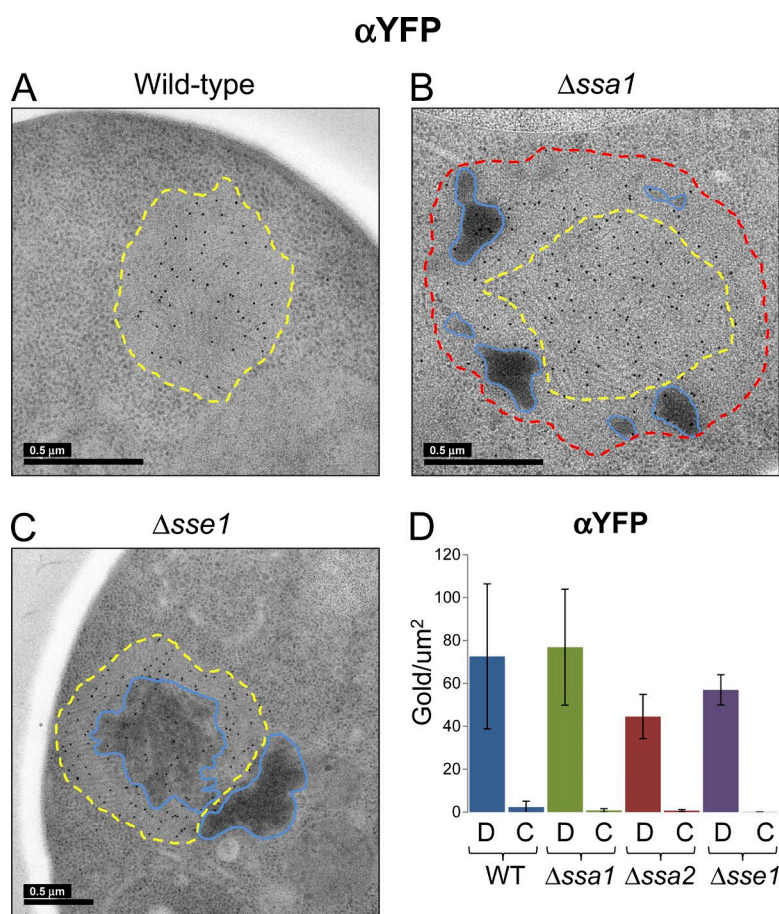 αYFP
A Wild-type
B Δssa1
0.5 µm
0.5 µm
C Δsse1
0.5 µm
D αYFP
Gold/um²
120
100
80
60
40
20
0
D C D C D C D C
WT Δssa1 Δssa2 Δsse1